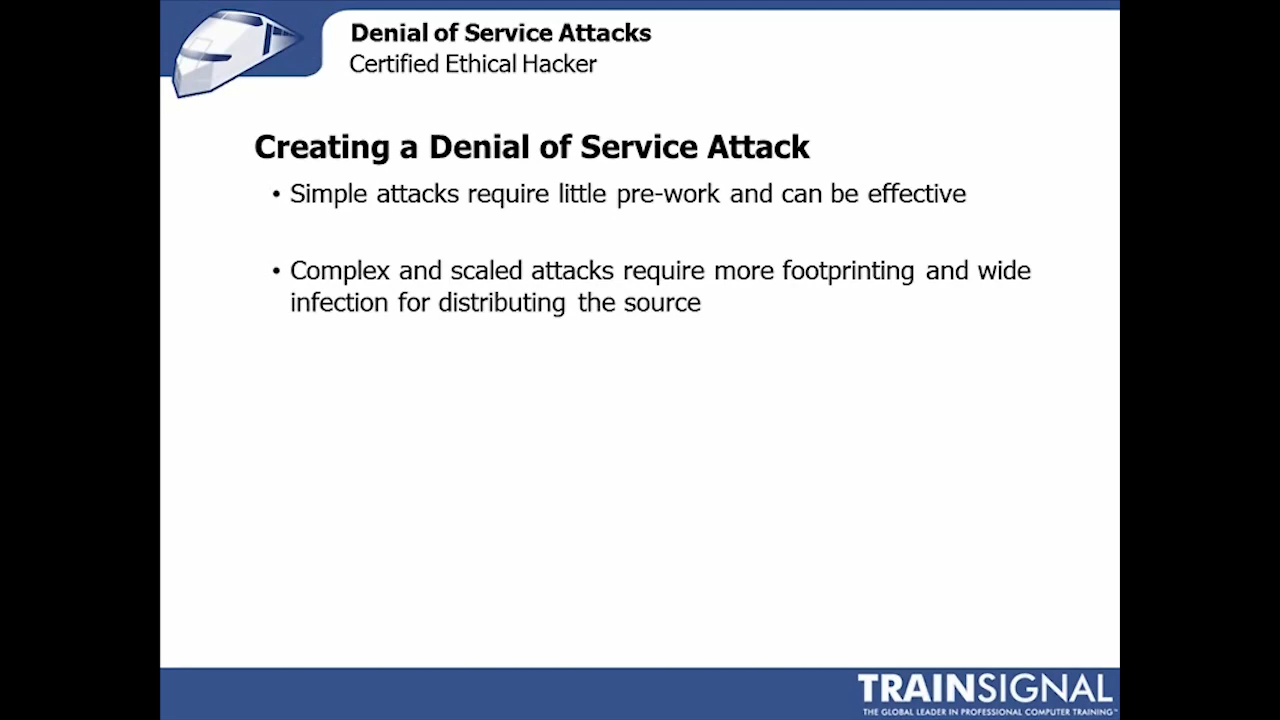 Denial of Service Attacks
Certified Ethical Hacker
Creating a Denial of Service Attack
• Simple attacks require little pre-work and can be effective
• Complex and scaled attacks require more footprinting and wide
infection for distributing the source
TRAINSIGNAL
THE GLOBAL LEADER IN PROFESSIONAL COMPUTER TRAINING™